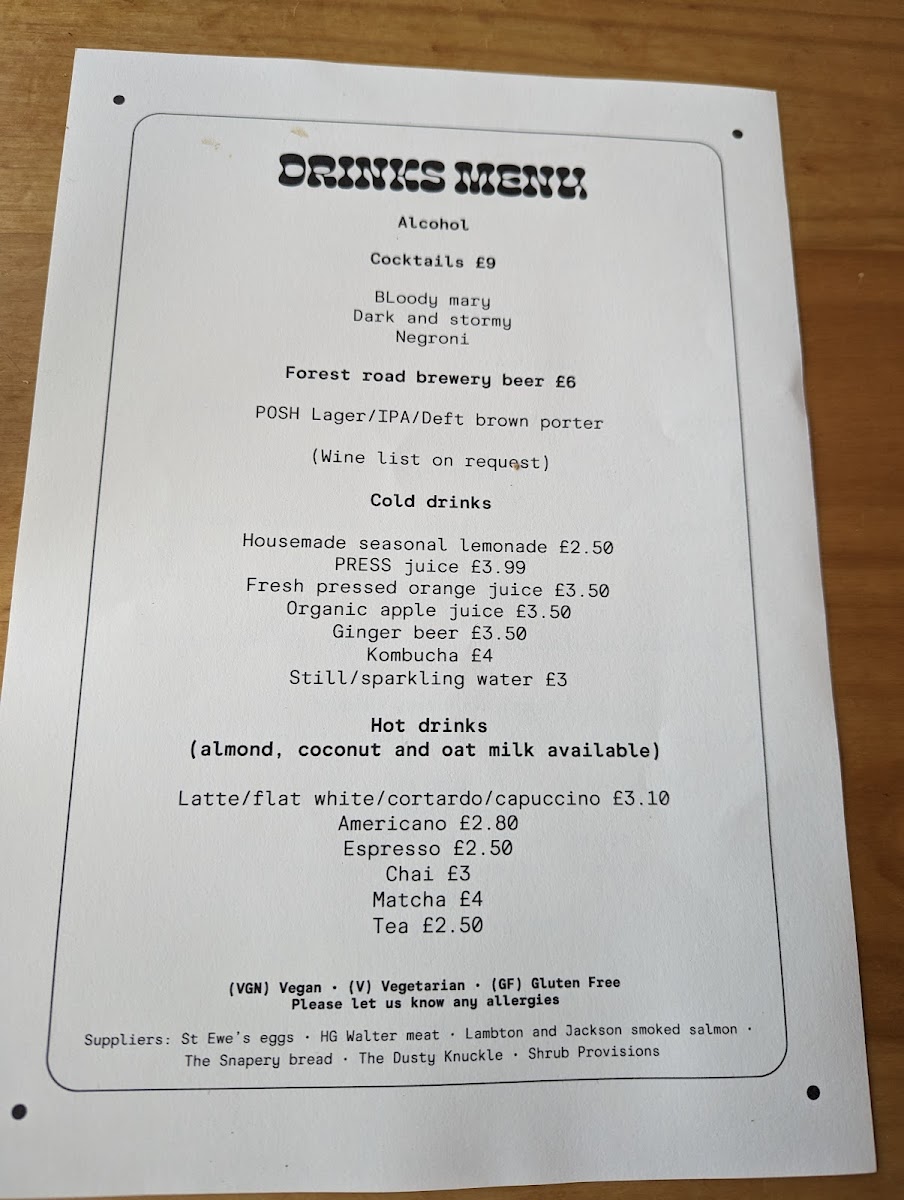 DRINKS MENU
Alcohol
Cocktails £9
BLoody mary
Dark and stormy
Negroni
Forest road brewery beer £6
POSH Lager/IPA/Deft brown porter
(Wine list on request)
Cold drinks
Housemade seasonal lemonade £2.50
PRESS juice £3.99
Fresh pressed orange juice £3.50
Organic apple juice £3.50
Ginger beer £3.50
Kombucha £4
Still/sparkling water £3
Hot drinks
(almond, coconut and oat milk available)
Latte/flat white/cortardo/capuccino £3.10
Americano £2.80
Espresso £2.50
Chai £3
Matcha £4
Tea £2.50
(VGN) Vegan · (V) Vegetarian · (GF) Gluten Free
Please let us know any allergies
Suppliers: St Ewe's eggs · HG Walter meat · Lambton and Jackson smoked salmon ·
The Snapery bread · The Dusty Knuckle · Shrub Provisions